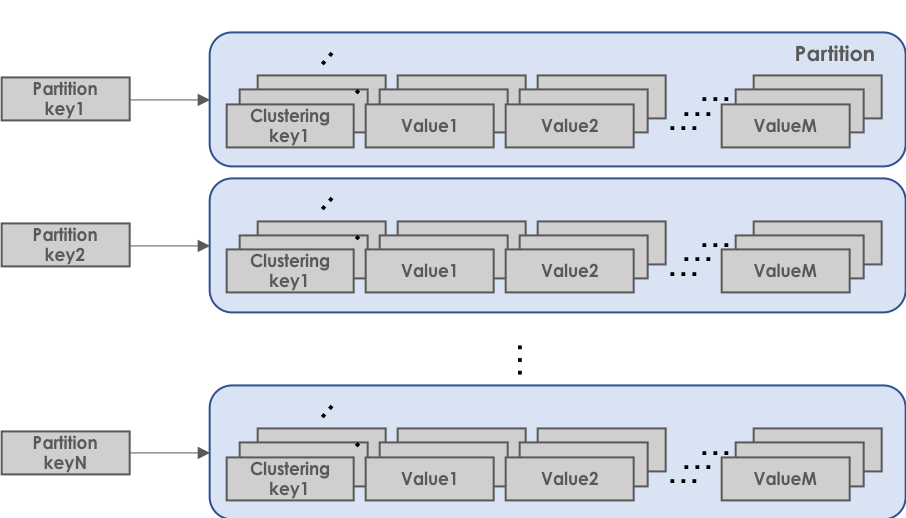 Partition
Partition
key1
Clustering
key1
Value1
Value2
ValueM
Partition
key2
Clustering
key1
Value1
Value2
ValueM
Partition
keyN
Clustering
key1
Value1
Value2
ValueM